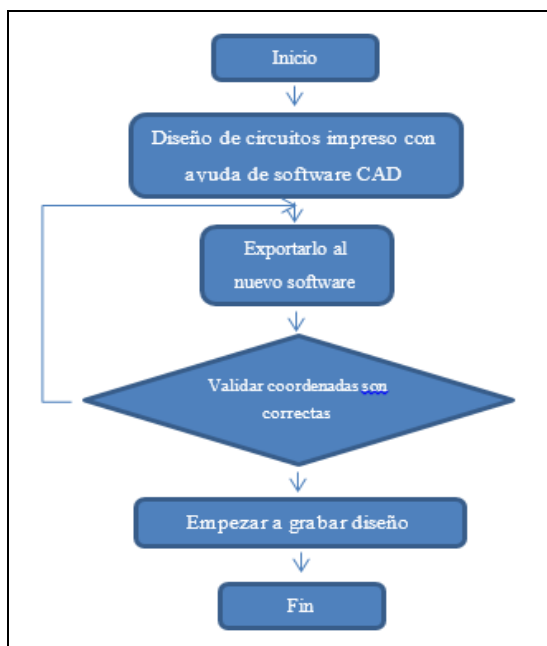 Inicio
Diseño de circuitos impreso con
ayuda de software CAD
Exportarlo al
nuevo software
Validar coordenadas son
correctas
Empezar a grabar diseño
Fin